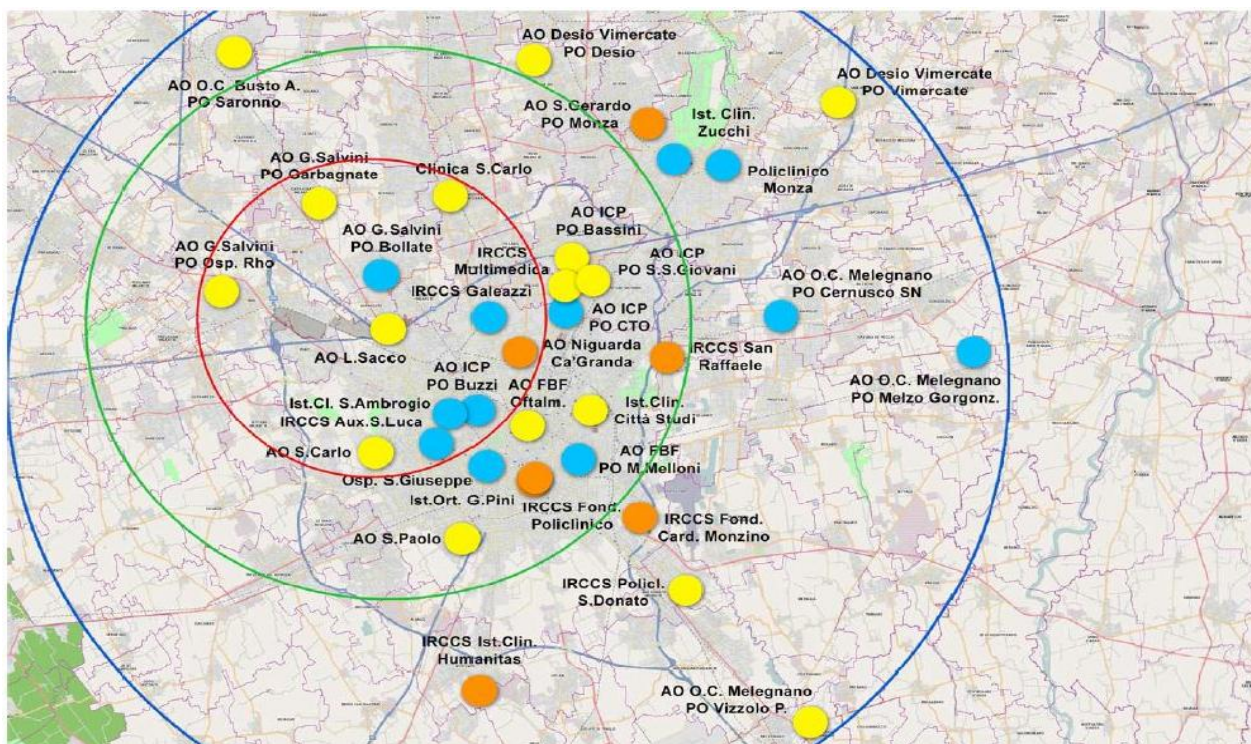 AO Desio Vimercate
PO Desio
AO O.C. Busto A.
PO Saronno
AO Desio Vimercate
PO Vimercate
AO S.Gerardo
PO Monza
Ist. Clin.
Zucchi
Policlinico
Monza
AO G.Salvini
PO Garbagnate
Clinica S.Carlo
AO G.Salvini
PO Bollate
AO ICP
PO Bassini
AO G.Salvini
PO Osp. Rho
IRCCS
Multimedica
AO ICP
PO S.S.Giovani
AO O.C. Melegnano
PO Cernusco SN
IRCCS Galeazzi
AO ICP
PO CTO
AO L.Sacco
AO Niguarda
Ca'Granda
IRCCS San
Raffaele
AO ICP
PO Buzzi
AO FBF
Oftalm.
Ist.Clin.
Città Studi
AO O.C. Melegnano
PO Melzo Gorgonz.
Ist.Cl. S.Ambrogio
IRCCS Aux.S.Luca
AO S.Carlo
AO FBF
PO M.Melloni
Osp. S.Giuseppe
Ist.Ort. G.Pini
IRCCS Fond.
Policlinico
IRCCS Fond.
Card. Monzino
AO S.Paolo
IRCCS Policl.
S.Donato
IRCCS Ist.Clin.
Humanitas
AO O.C. Melegnano
PO Vizzolo P.